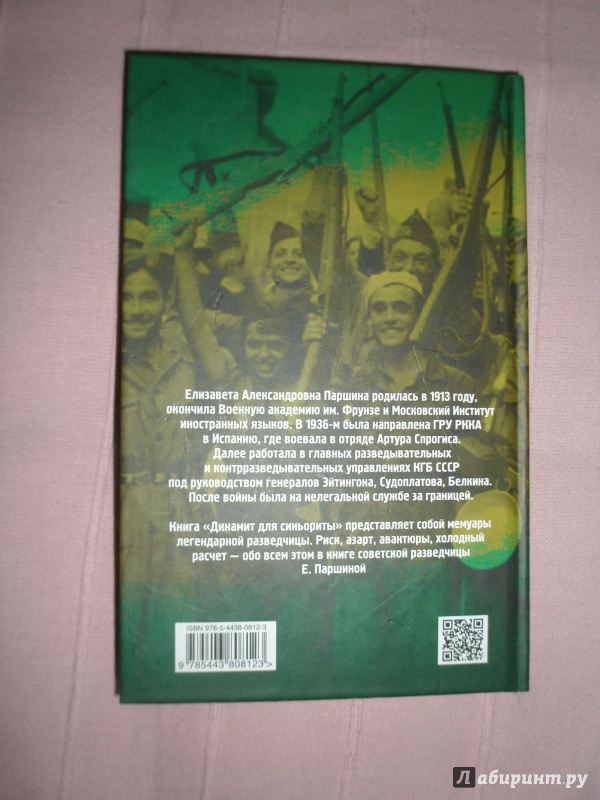 Елизавета Александровна Паршина родилась в 1913 году,
окончила Военную академию им. Фрунзе и Московский Институт
иностранных языков. В 1936-м была направлена ГРУ РККА
в Испанию, где воевала в отряде Артура Спрогиса.
Далее работала в главных разведывательных
и контрразведывательных управлениях КГБ СССР
под руководством генералов Эйтингона, Судоплатова, Белкина.
После войны была на нелегальной службе за границей.
Книга «Динамит для синьориты» представляет собой мемуары
легендарной разведчицы. Риск, азарт, авантюры, холодный
расчет — обо всем этом в книге советской разведчицы
Е. Паршиной
ISBN 978-5-4438-0812-3
9 785443 808123 >
Лабиринт.ру